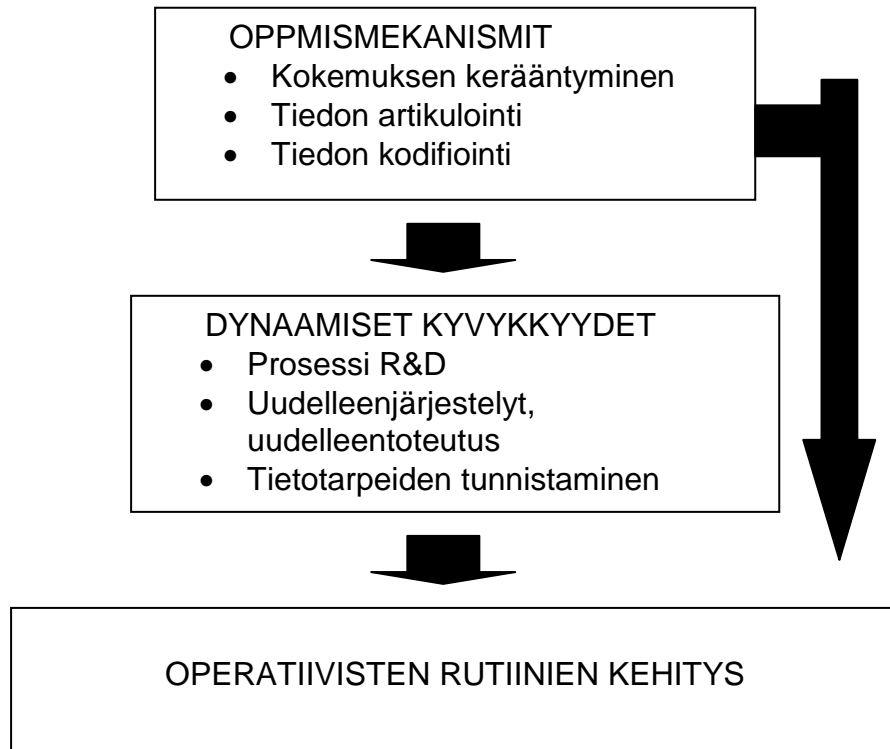 OPPMISMEKANISMIT
• Kokemuksen kerääntyminen
• Tiedon artikulointi
• Tiedon kodifiointi
DYNAAMISET KYVYKKYYDET
• Prosessi R&D
• Uudelleenjärjestelyt,
uudelleentoteutus
• Tietotarpeiden tunnistaminen
OPERATIIVISTEN RUTIINIEN KEHITYS